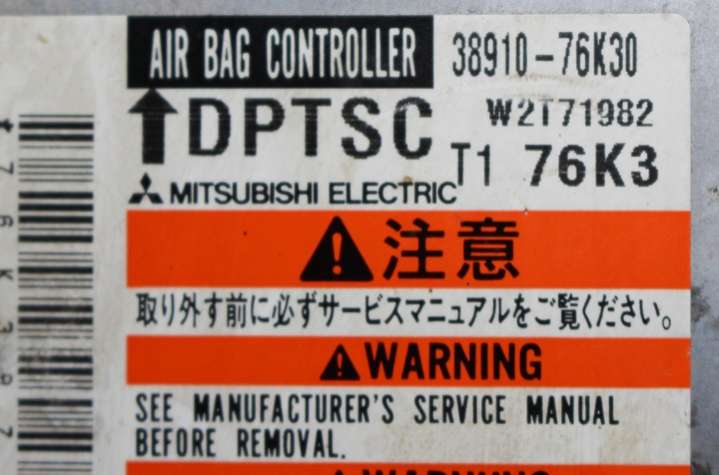 AIR BAG CONTROLLER 38910-76K30
DPTSC W2T71982
T1 76K3
MITSUBISHI ELECTRIC
注意
取り外す前に必ずサービスマニュアルをご覧ください。
WARNING
SEE MANUFACTURER'S SERVICE MANUAL
BEFORE REMOVAL.
WARNING